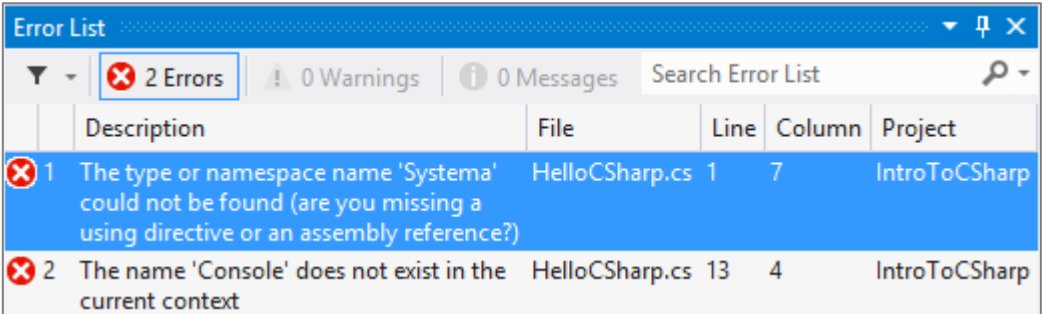 Error List
2 Errors 0 Warnings 0 Messages Search Error List
Description File Line Column Project
1 The type or namespace name 'Systema' HelloCSharp.cs 1 7 IntroToCSharp
could not be found (are you missing a
using directive or an assembly reference?)
2 The name 'Console' does not exist in the HelloCSharp.cs 13 4 IntroToCSharp
current context